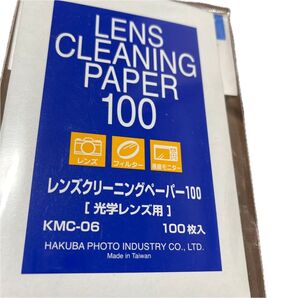 LENS
CLEANING
PAPER
100
レンズ フィルター 液晶モニター
レンズクリーニングペーパー100
[ 光学レンズ用 ]
KMC-06 100枚入
HAKUBA PHOTO INDUSTRY CO., LTD.
Made in Taiwan